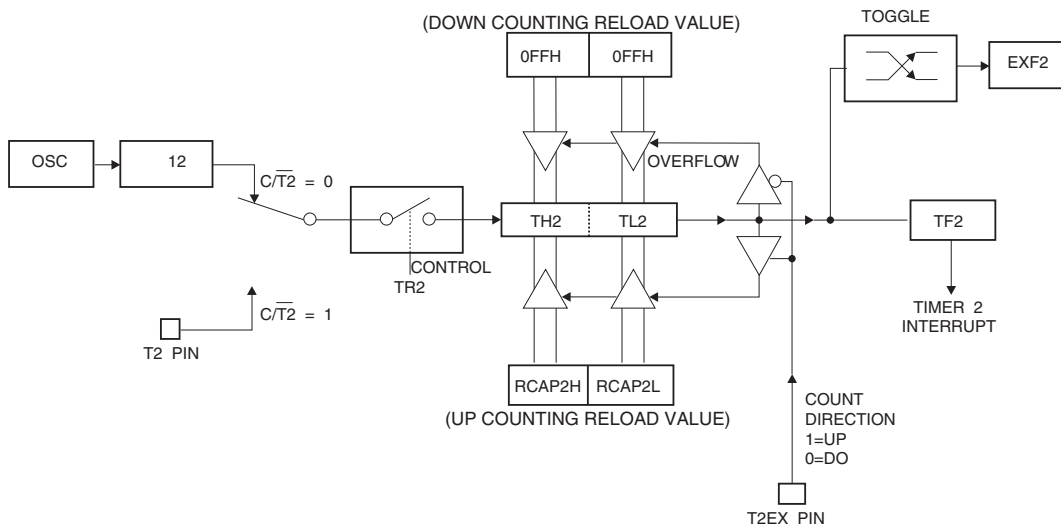 (DOWN COUNTING RELOAD VALUE)
TOGGLE
0FFH 0FFH
EXF2
OSC
12
OVERFLOW
C/T2 = 0
TH2 TL2
TF2
CONTROL
TR2
C/T2 = 1
T2 PIN
TIMER 2
INTERRUPT
RCAP2H RCAP2L
(UP COUNTING RELOAD VALUE)
COUNT
DIRECTION
1=UP
0=DO
T2EX PIN